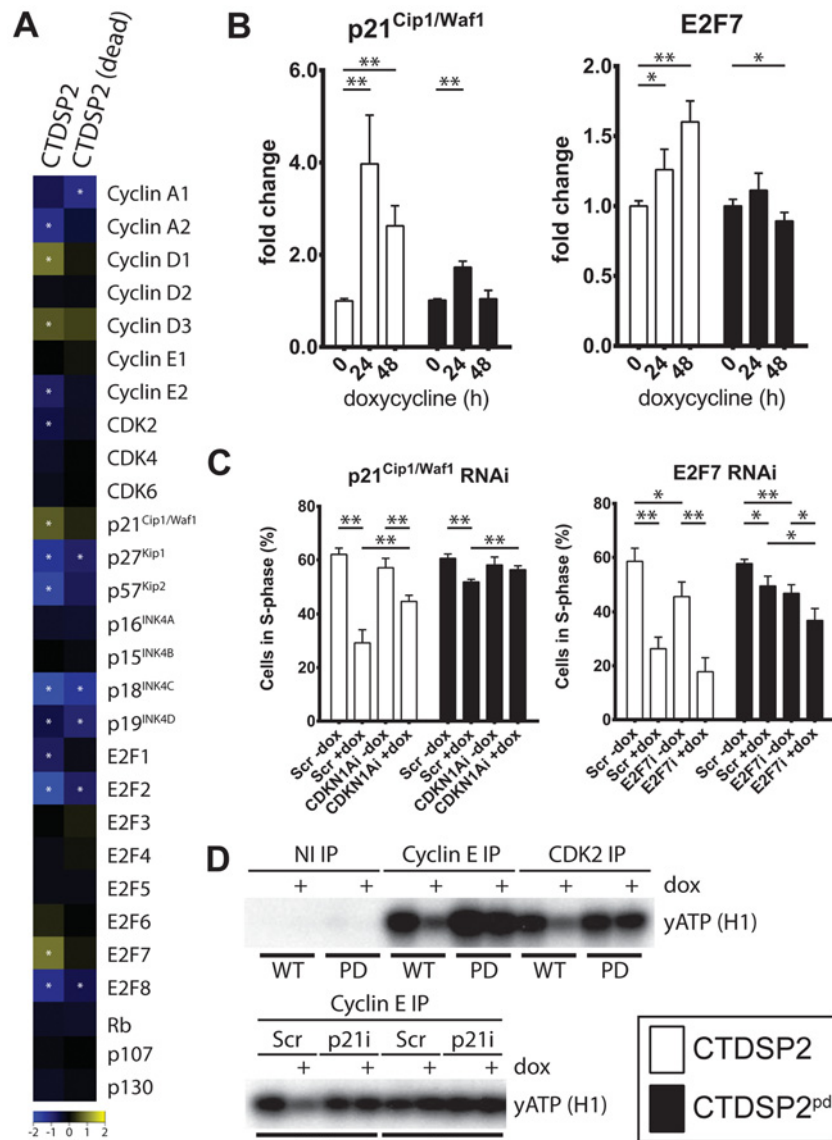 A
CTDSP2
CTDSP2 (dead)
* Cyclin A1
* Cyclin A2
* Cyclin D1
Cyclin D2
* Cyclin D3
Cyclin E1
* Cyclin E2
* CDK2
CDK4
CDK6
* p21Cip1/Waf1
* * p27Kip1
* p57Kip2
p16INK4A
p15INK4B
* * p18INK4C
* * p19INK4D
* E2F1
* * E2F2
E2F3
E2F4
E2F5
E2F6
* E2F7
* * E2F8
Rb
p107
p130
-2 -1 0 1 2
B
p21Cip1/Waf1
fold change
6.0
4.0
2.0
0.0
**
**
**
0 24 48 0 24 48
doxycycline (h)
E2F7
fold change
2.0
1.5
1.0
0.5
0.0
**
*
*
0 24 48 0 24 48
doxycycline (h)
C
p21Cip1/Waf1 RNAi
Cells in S-phase (%)
80
60
40
20
0
** ** **
** **
Scr -dox
Scr +dox
CDKN1Ai -dox
CDKN1Ai +dox
Scr -dox
Scr +dox
CDKN1Ai -dox
CDKN1Ai +dox
E2F7 RNAi
Cells in S-phase (%)
80
60
40
20
0
* **
** ** * *
*
Scr -dox
Scr +dox
E2F7i -dox
E2F7i +dox
Scr -dox
Scr +dox
E2F7i -dox
E2F7i +dox
D
NI IP Cyclin E IP CDK2 IP
+ + + + + + dox
yATP (H1)
WT PD WT PD WT PD
Cyclin E IP
Scr p21i Scr p21i
+ + + + dox
yATP (H1)
CTDSP2
CTDSP2pd